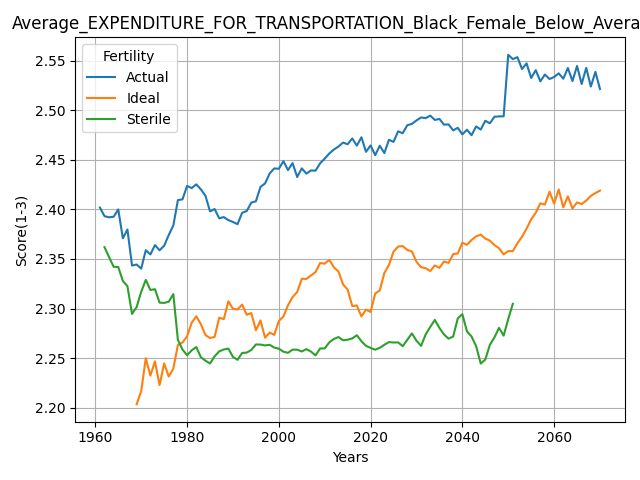 Average_EXPENDITURE_FOR_TRANSPORTATION_Black_Female_Below_Avera
Fertility
Actual
Ideal
Sterile
Score(1-3)
2.55
2.50
2.45
2.40
2.35
2.30
2.25
2.20
1960 1980 2000 2020 2040 2060
Years